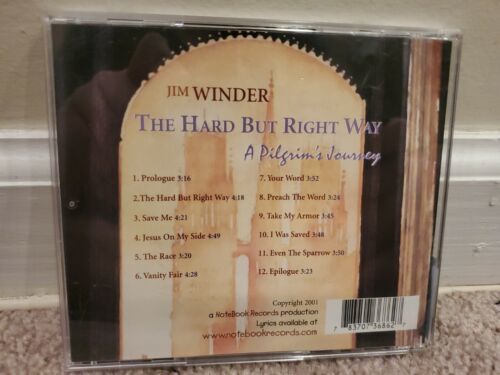 JIM WINDER
THE HARD BUT RIGHT WAY
A Pilgrim's Journey
1. Prologue 3:16
2.The Hard But Right Way 4:18
3. Save Me 4:21
4. Jesus On My Side 4:49
5. The Race 3:20
6. Vanity Fair 4:28
7. Your Word 3:52
8. Preach The Word 3:24
9. Take My Armor 3:45
10. I Was Saved 3:48
11. Even The Sparrow 3:50
12. Epilogue 3:23
Copyright 2001
a NoteBook Records production
Lyrics available at
www.notebookrecords.com
7 83707 36862 7